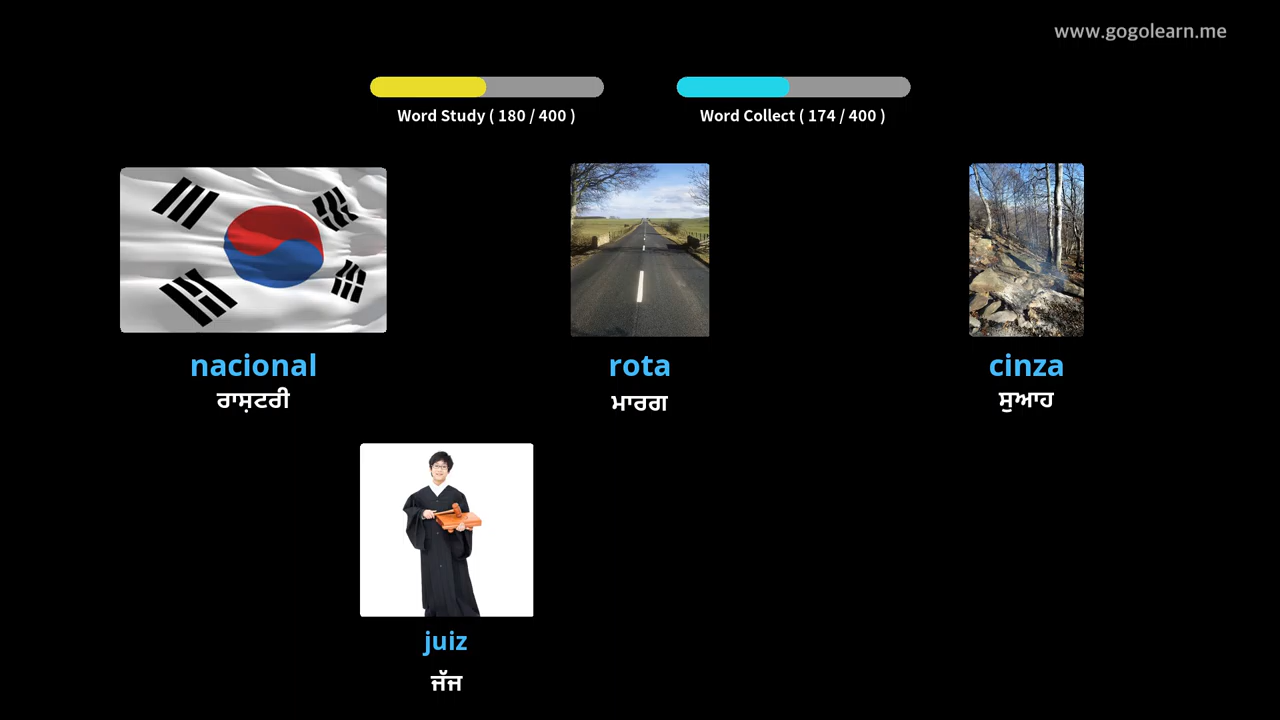 www.gogolearn.me
Word Study ( 180 / 400 )
Word Collect ( 174 / 400 )
nacional
ਰਾਸ਼ਟਰੀ
rota
ਮਾਰਗ
cinza
ਸੁਆਹ
juiz
ਜੱਜ